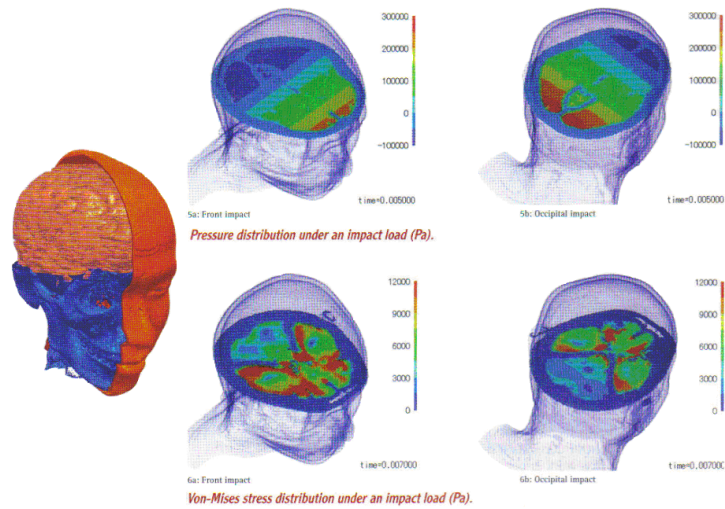 300000
200000
100000
0
-100000
time=0.005000
5a: Front impact
300000
200000
100000
0
-100000
time=0.005000
5b: Occipital impact
Pressure distribution under an impact load (Pa).
12000
9000
6000
3000
0
time=0.007000
6a: Front impact
12000
9000
6000
3000
0
time=0.00700
6b: Occipital impact
Von-Mises stress distribution under an impact load (Pa).